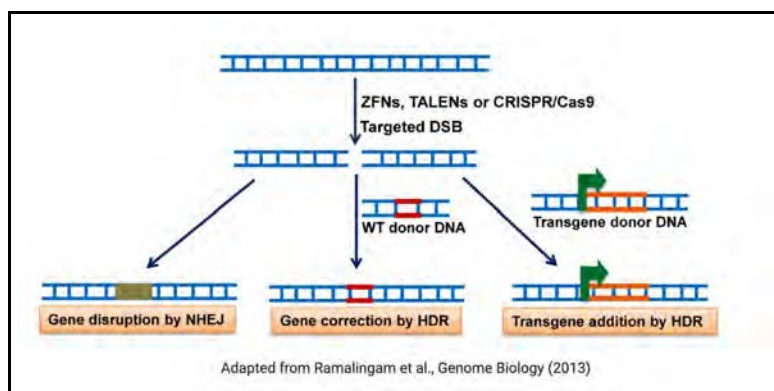 ZFNs, TALENs or CRISPR/Cas9
Targeted DSB
WT donor DNA
Transgene donor DNA
Gene disruption by NHEJ
Gene correction by HDR
Transgene addition by HDR
Adapted from Ramalingam et al., Genome Biology (2013)